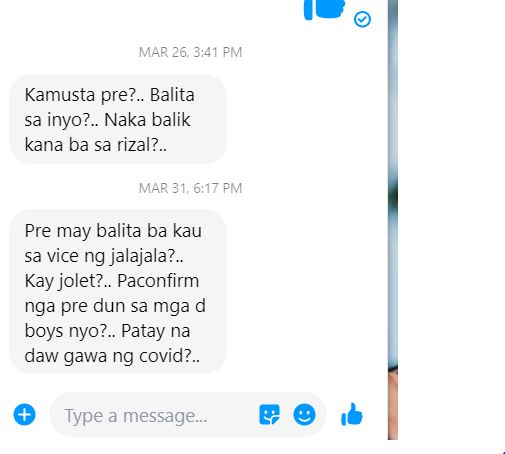 MAR 26, 3:41 PM
Kamusta pre?.. Balita
sa inyo?.. Naka balik
kana ba sa rizal?..
MAR 31, 6:17 PM
Pre may balita ba kau
sa vice ng jalajala?..
Kay jolet?.. Paconfirm
nga pre dun sa mga d
boys nyo?.. Patay na
daw gawa ng covid?..
Type a message...